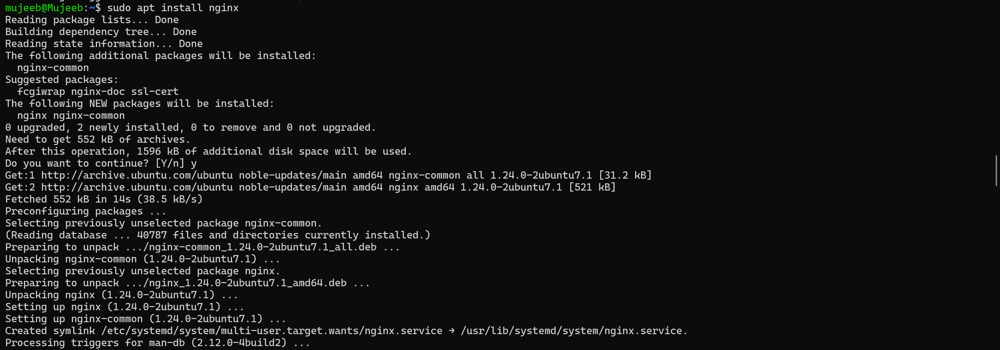 mujeeb@Mujeeb:~$ sudo apt install nginx
Reading package lists... Done
Building dependency tree... Done
Reading state information... Done
The following additional packages will be installed:
  nginx-common
Suggested packages:
  fcgiwrap nginx-doc ssl-cert
The following NEW packages will be installed:
  nginx nginx-common
0 upgraded, 2 newly installed, 0 to remove and 0 not upgraded.
Need to get 552 kB of archives.
After this operation, 1596 kB of additional disk space will be used.
Do you want to continue? [Y/n] y
Get:1 http://archive.ubuntu.com/ubuntu noble-updates/main amd64 nginx-common all 1.24.0-2ubuntu7.1 [31.2 kB]
Get:2 http://archive.ubuntu.com/ubuntu noble-updates/main amd64 nginx amd64 1.24.0-2ubuntu7.1 [521 kB]
Fetched 552 kB in 14s (38.5 kB/s)
Preconfiguring packages ...
Selecting previously unselected package nginx-common.
(Reading database ... 40787 files and directories currently installed.)
Preparing to unpack .../nginx-common_1.24.0-2ubuntu7.1_all.deb ...
Unpacking nginx-common (1.24.0-2ubuntu7.1) ...
Selecting previously unselected package nginx.
Preparing to unpack .../nginx_1.24.0-2ubuntu7.1_amd64.deb ...
Unpacking nginx (1.24.0-2ubuntu7.1) ...
Setting up nginx (1.24.0-2ubuntu7.1) ...
Setting up nginx-common (1.24.0-2ubuntu7.1) ...
Created symlink /etc/systemd/system/multi-user.target.wants/nginx.service → /usr/lib/systemd/system/nginx.service.
Processing triggers for man-db (2.12.0-4build2) ...